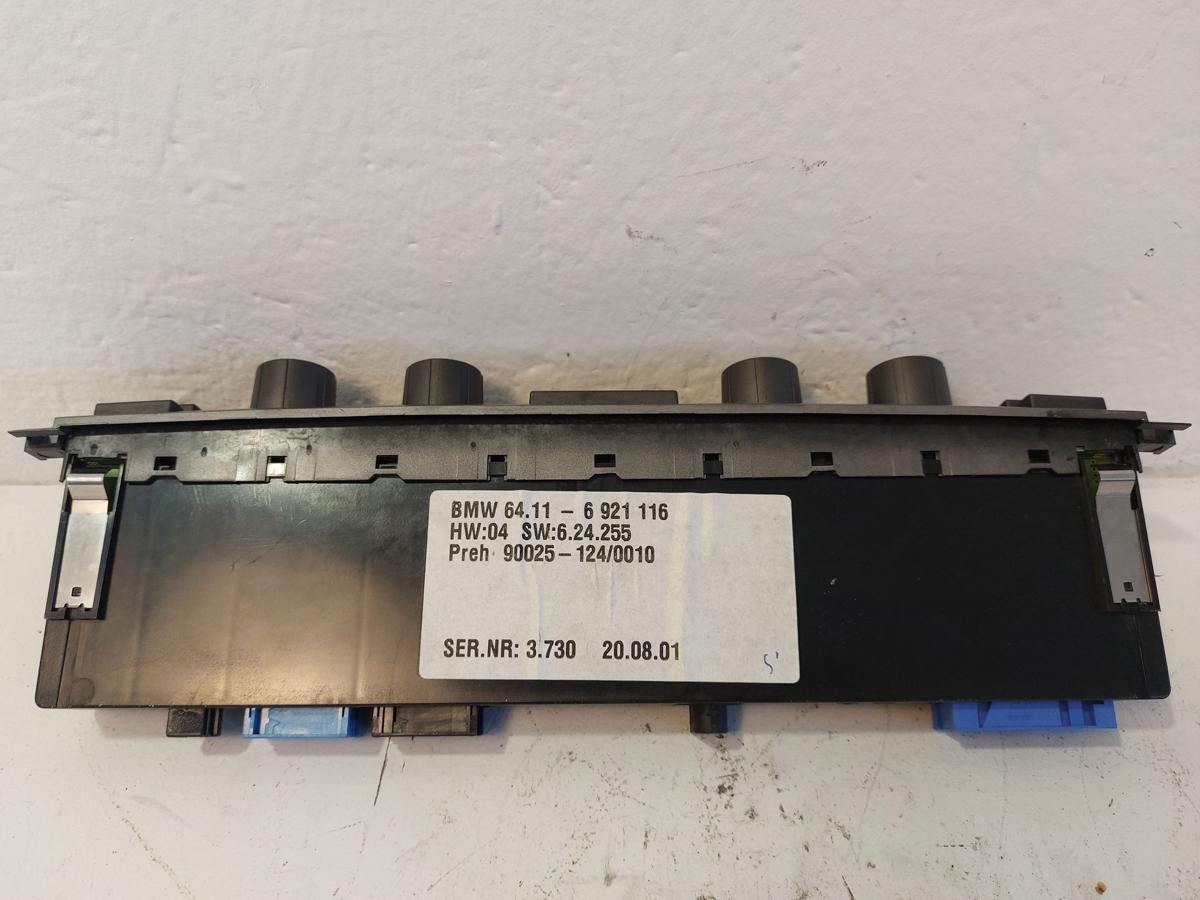 BMW 64.11 – 6 921 116
HW:04 SW:6.24.255
Preh 90025–124/0010
SER.NR: 3.730 20.08.01